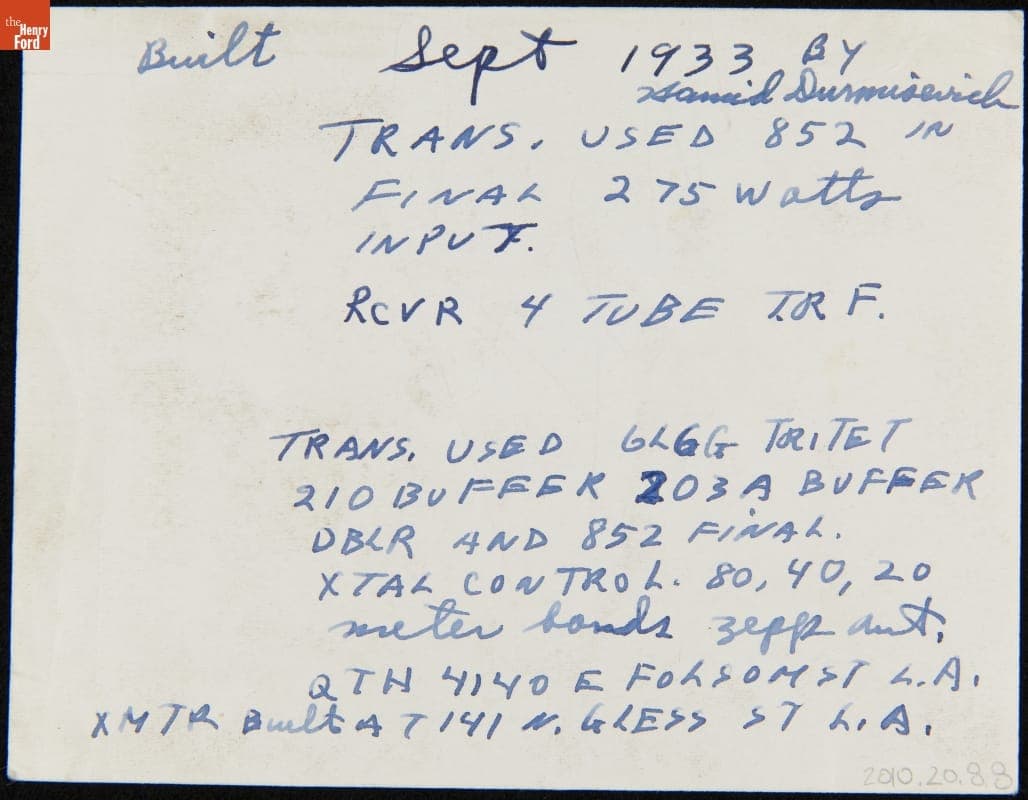 the Henry Ford
Built Sept 1933 BY
Hamid Durmisevich
TRANS. USED 852 IN
FINAL 275 Watts
INPUT.
RCVR 4 TUBE T.R.F.
TRANS. USED 6L6G TRITET
210 BUFFER 203A BUFFER
DBLR AND 852 FINAL.
XTAL CONTROL. 80, 40, 20
meter bands zepp ant.
QTH 4140 E FOLSOM ST L.A.
XMTR Built AT 141 N. GLESS ST L.A.
2010.20.88